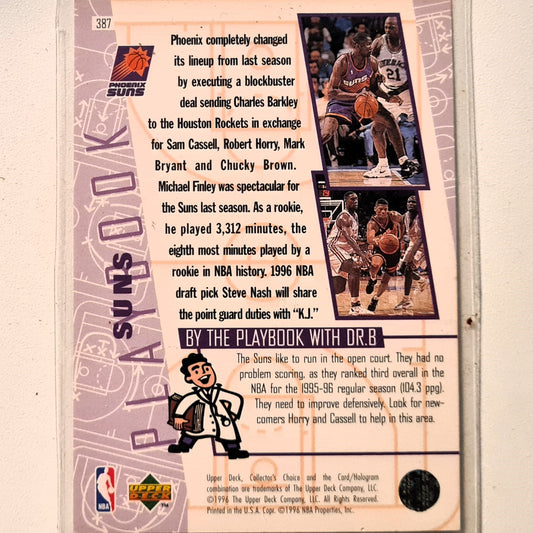 387
PHOENIX
SUNS
PLAYBOOK
SUNS
Phoenix completely changed
its lineup from last season
by executing a blockbuster
deal sending Charles Barkley
to the Houston Rockets in exchange
for Sam Cassell, Robert Horry, Mark
Bryant and Chucky Brown.
Michael Finley was spectacular for
the Suns last season. As a rookie,
he played 3,312 minutes, the
eighth most minutes played by a
rookie in NBA history. 1996 NBA
draft pick Steve Nash will share
the point guard duties with "K.J."
SUNS
21
BY THE PLAYBOOK WITH DR.B
The Suns like to run in the open court. They had no
problem scoring, as they ranked third overall in the
NBA for the 1995-96 regular season (104.3 ppg).
They need to improve defensively. Look for new-
comers Horry and Cassell to help in this area.
NBA
UPPER
DECK
TM
Upper Deck, Collector's Choice and the Card/Hologram
combination are trademarks of The Upper Deck Company, LLC.
©1996 The Upper Deck Company, LLC. All Rights Reserved.
Printed in the U.S.A. Copr. ©1996 NBA Properties, Inc.